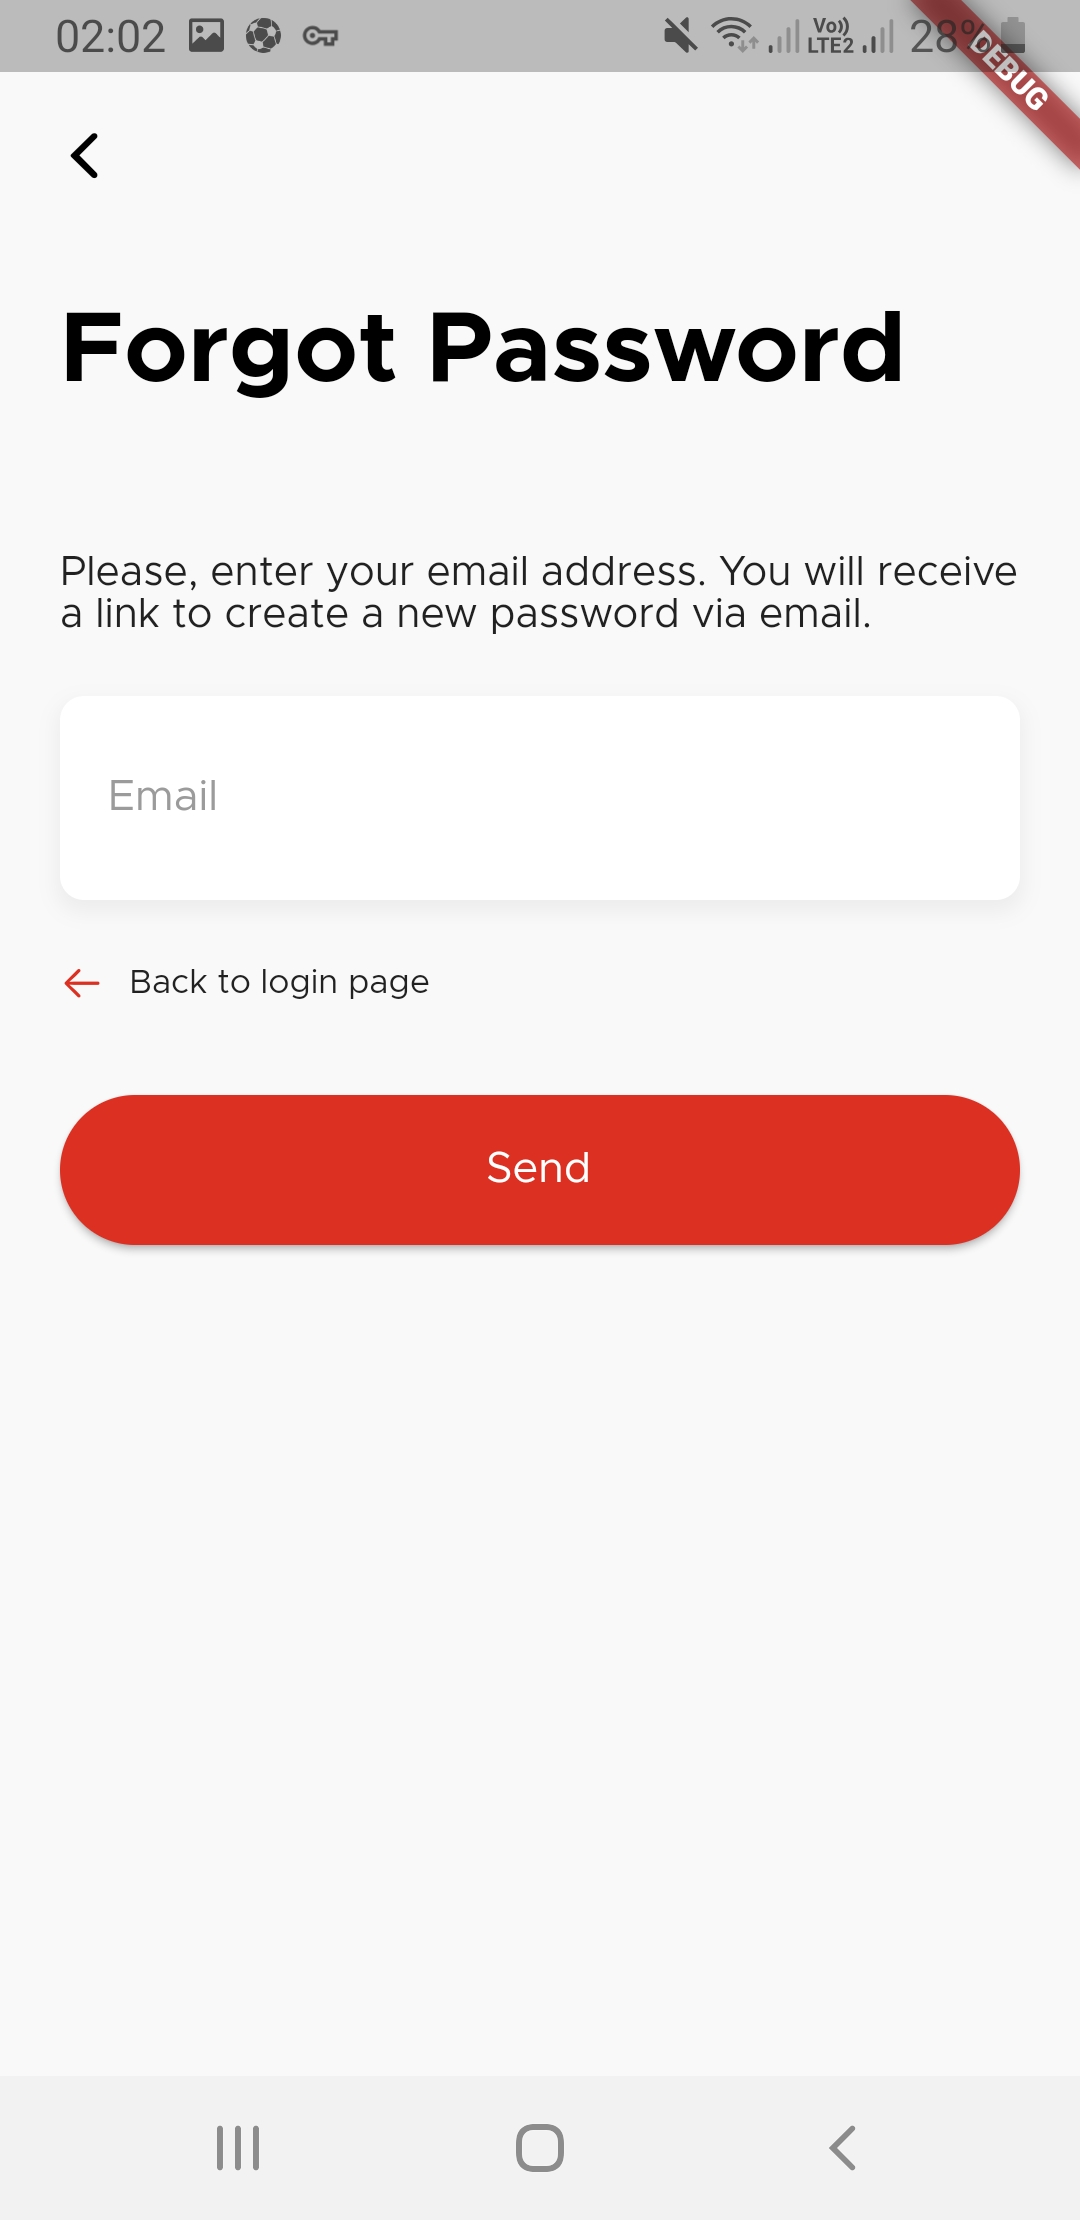 02:02
Vo))
LTE2
28%
DEBUG
Forgot Password
Please, enter your email address. You will receive
a link to create a new password via email.
Email
Back to login page
Send